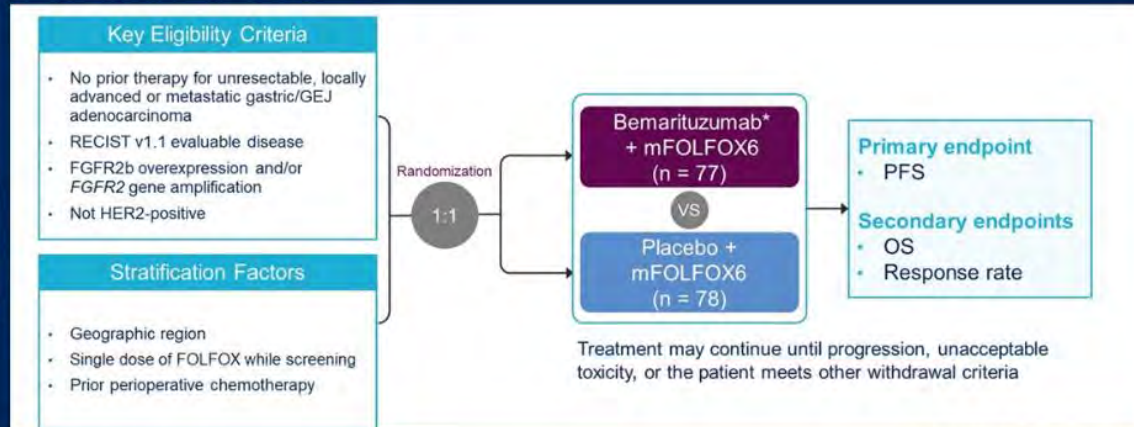 Key Eligibility Criteria
• No prior therapy for unresectable, locally
advanced or metastatic gastric/GEJ
adenocarcinoma
• RECIST v1.1 evaluable disease
• FGFR2b overexpression and/or
FGFR2 gene amplification
• Not HER2-positive
Stratification Factors
• Geographic region
• Single dose of FOLFOX while screening
• Prior perioperative chemotherapy
Randomization
1:1
Bemarituzumab*
+ mFOLFOX6
(n = 77)
VS
Placebo +
mFOLFOX6
(n = 78)
Treatment may continue until progression, unacceptable
toxicity, or the patient meets other withdrawal criteria
Primary endpoint
• PFS
Secondary endpoints
• OS
• Response rate